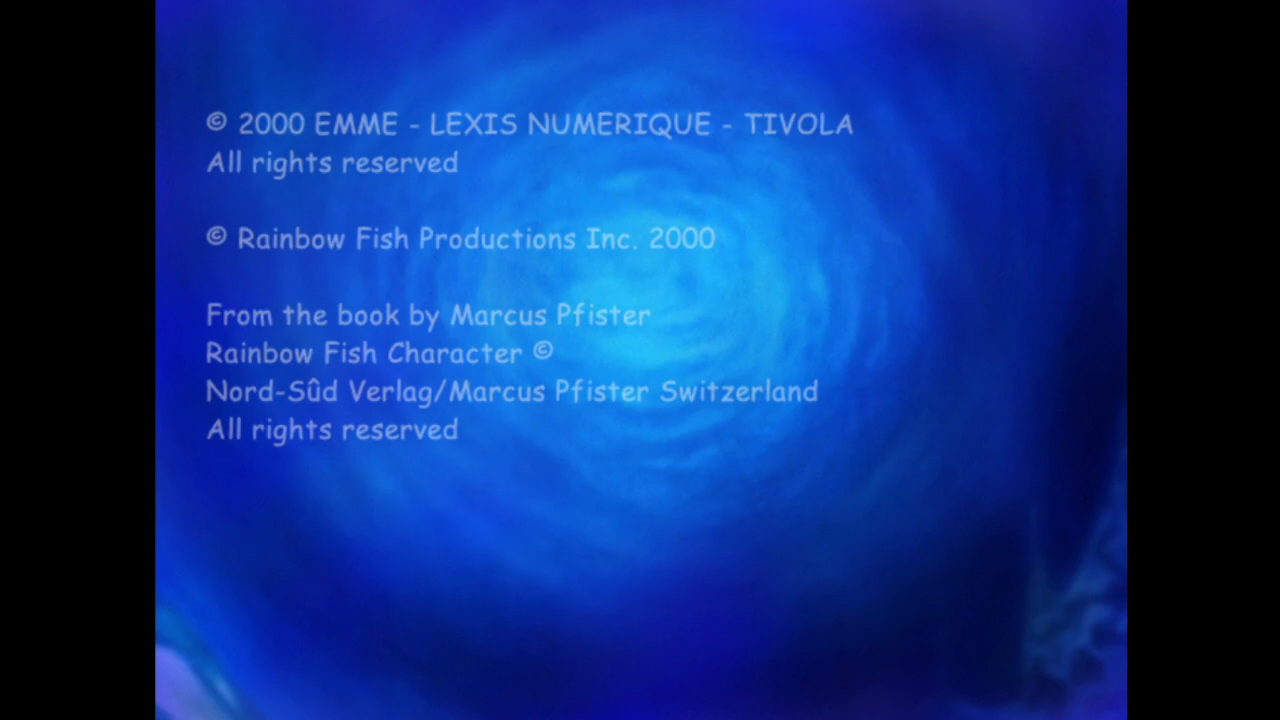 © 2000 EMME - LEXIS NUMERIQUE - TIVOLA
All rights reserved
© Rainbow Fish Productions Inc. 2000
From the book by Marcus Pfister
Rainbow Fish Character ©
Nord-Sûd Verlag/Marcus Pfister Switzerland
All rights reserved